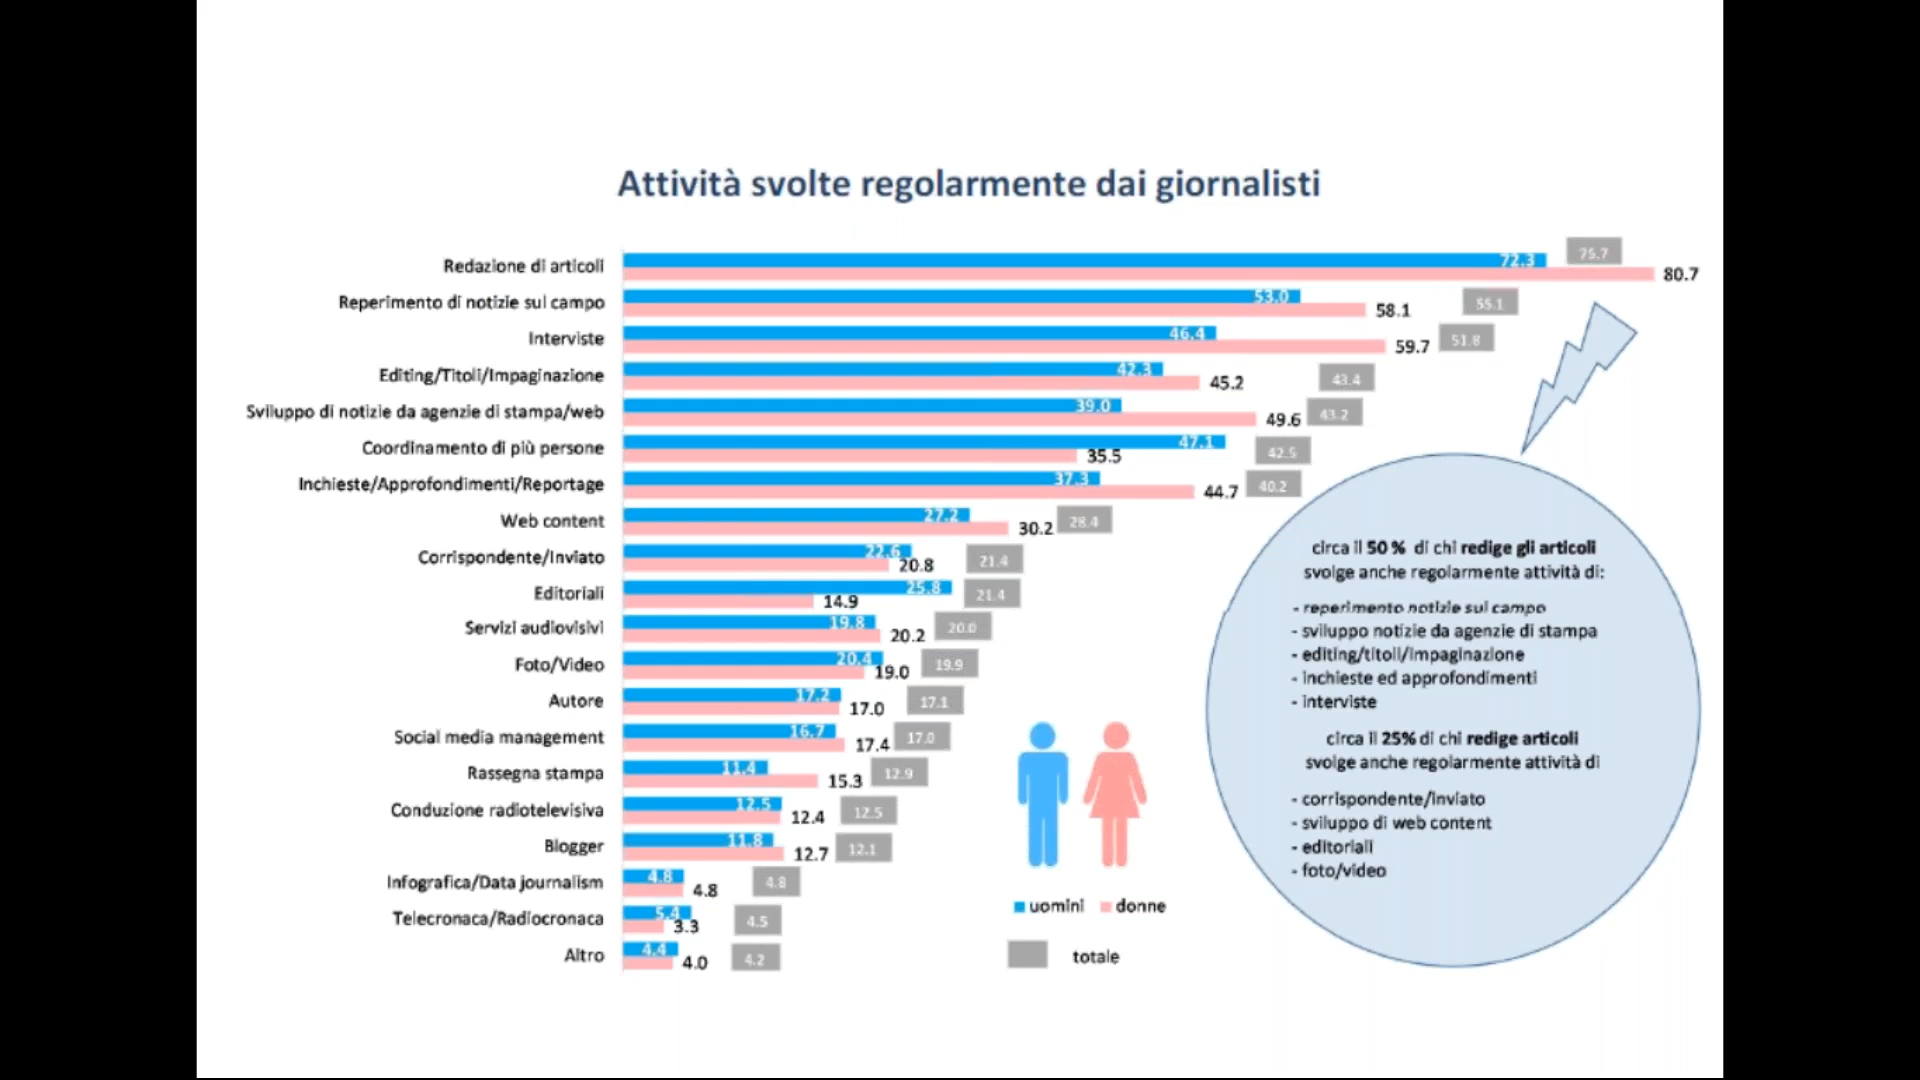 Attività svolte regolarmente dai giornalisti
Redazione di articoli 72.3 80.7 75.7
Reperimento di notizie sul campo 53.0 58.1 55.1
Interviste 46.4 59.7 51.8
Editing/Titoli/Impaginazione 42.3 45.2 43.4
Sviluppo di notizie da agenzie di stampa/web 39.0 49.6 43.2
Coordinamento di più persone 47.1 35.5 42.5
Inchieste/Approfondimenti/Reportage 37.3 44.7 40.2
Web content 27.2 30.2 28.4
Corrispondente/Inviato 22.6 20.8 21.4
Editoriali 25.8 14.9 21.4
Servizi audiovisivi 19.8 20.2 20.0
Foto/Video 20.4 19.0 19.9
Autore 17.2 17.0 17.1
Social media management 16.7 17.4 17.0
Rassegna stampa 11.4 15.3 12.9
Conduzione radiotelevisiva 12.5 12.4 12.5
Blogger 11.8 12.7 12.1
Infografica/Data journalism 4.8 4.8 4.8
Telecronaca/Radiocronaca 5.4 3.3 4.5
Altro 4.4 4.0 4.2
uomini donne
totale
circa il 50 % di chi redige gli articoli
svolge anche regolarmente attività di:
- reperimento notizie sul campo
- sviluppo notizie da agenzie di stampa
- editing/titoli/impaginazione
- inchieste ed approfondimenti
- interviste
circa il 25% di chi redige articoli
svolge anche regolarmente attività di
- corrispondente/inviato
- sviluppo di web content
- editoriali
- foto/video